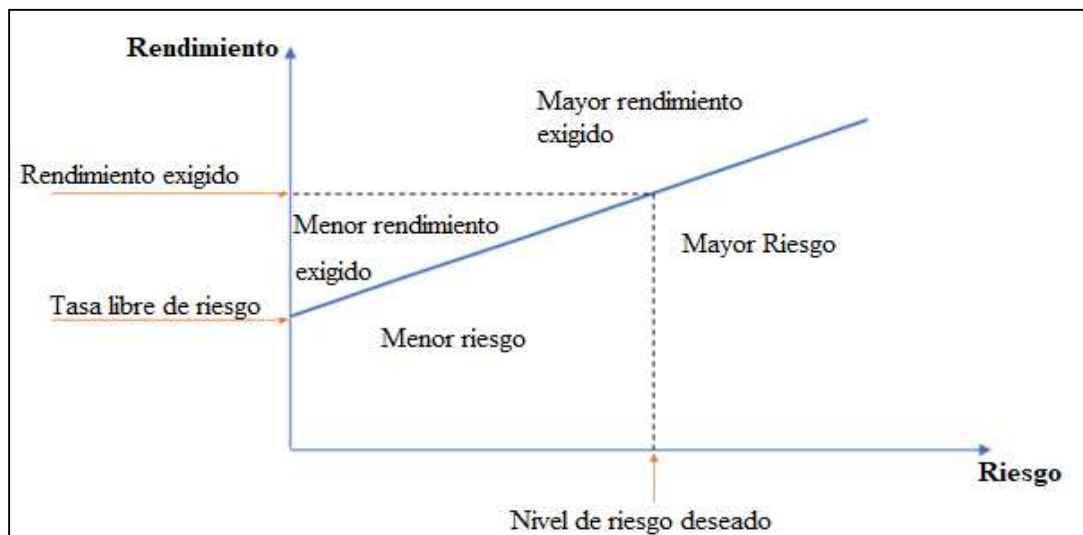 Rendimiento
Mayor rendimiento
exigido
Rendimiento exigido
Menor rendimiento
exigido
Mayor Riesgo
Tasa libre de riesgo
Menor riesgo
Riesgo
Nivel de riesgo deseado